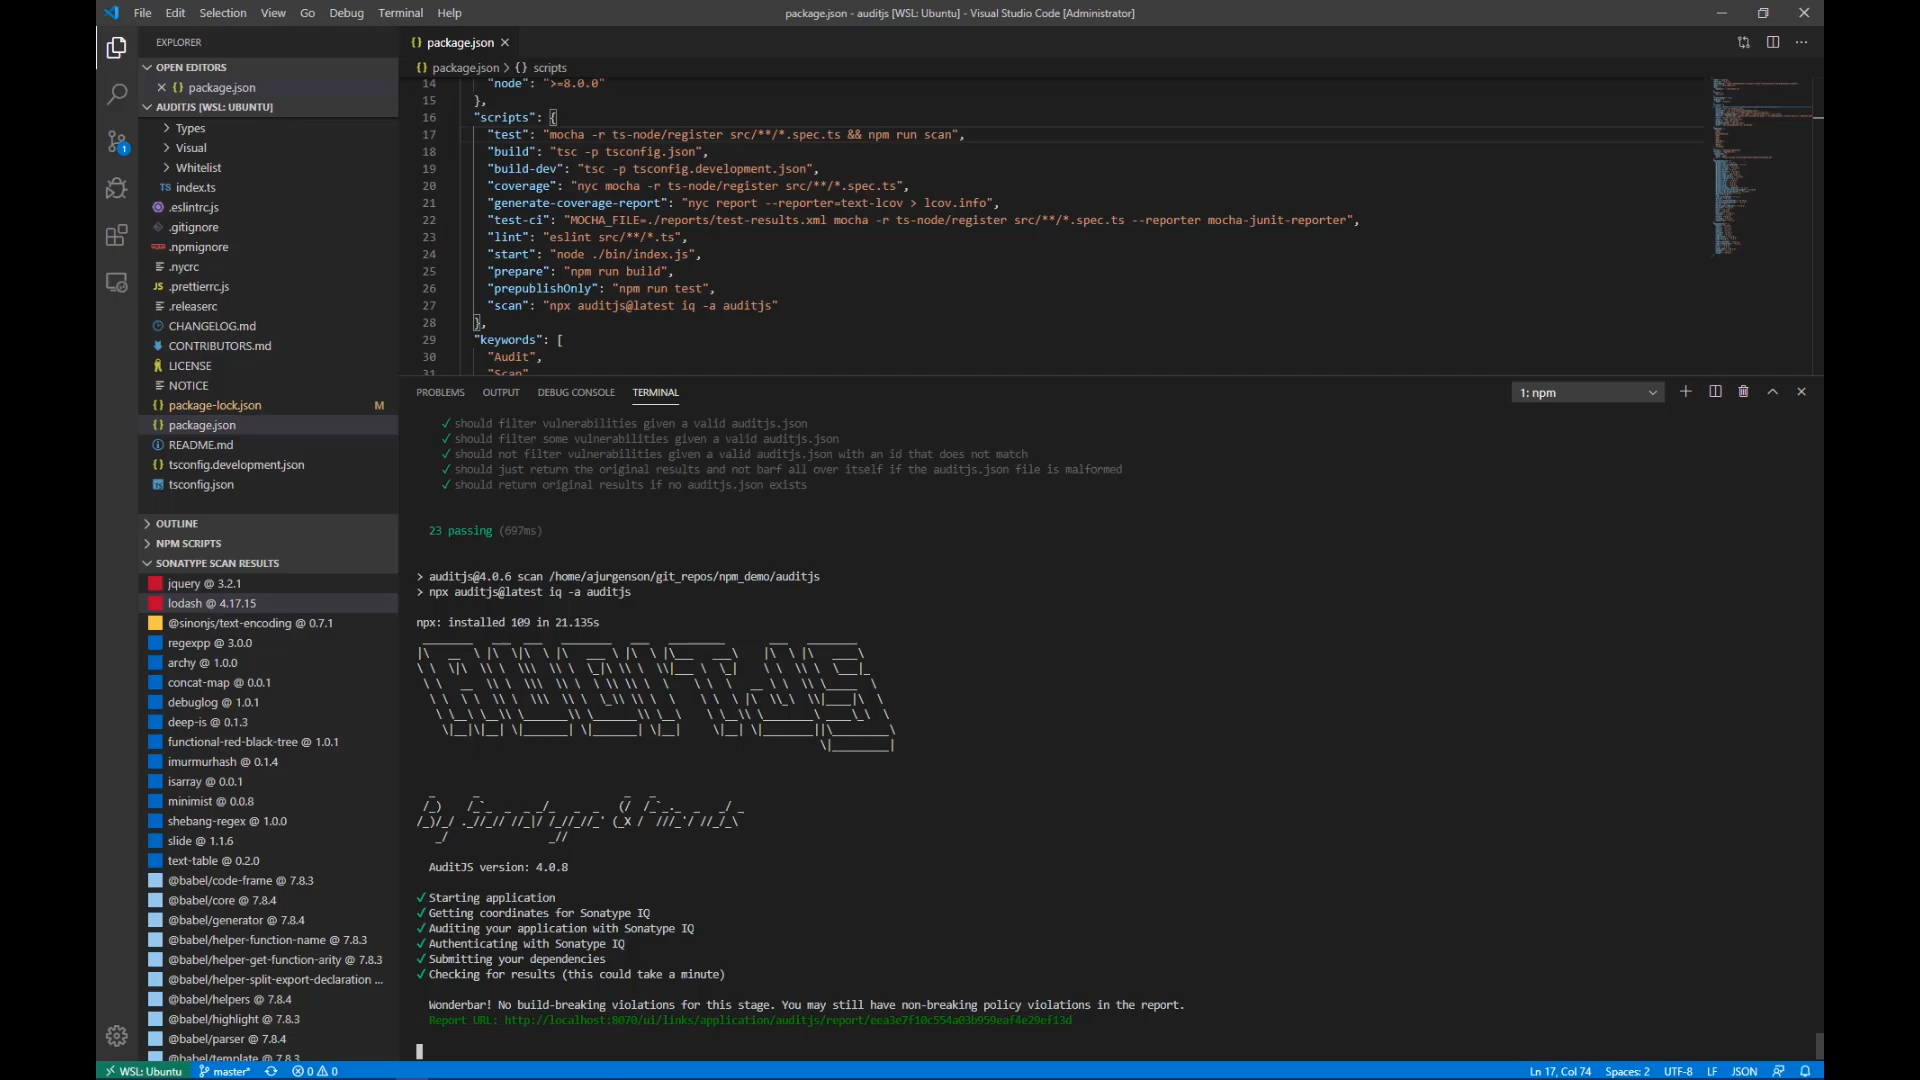 File Edit Selection View Go Debug Terminal Help
package.json - auditjs [WSL: Ubuntu] - Visual Studio Code [Administrator]
EXPLORER
OPEN EDITORS
package.json
AUDITJS [WSL: UBUNTU]
Types
Visual
Whitelist
TS index.ts
.eslintrc.js
.gitignore
.npmignore
.nycrc
JS .prettierrc.js
.releaserc
CHANGELOG.md
CONTRIBUTORS.md
LICENSE
NOTICE
{} package-lock.json M
{} package.json
README.md
{} tsconfig.development.json
tsconfig.json
OUTLINE
NPM SCRIPTS
SONATYPE SCAN RESULTS
jquery @ 3.2.1
lodash @ 4.17.15
@sinonjs/text-encoding @ 0.7.1
regexpp @ 3.0.0
archy @ 1.0.0
concat-map @ 0.0.1
debuglog @ 1.0.1
deep-is @ 0.1.3
functional-red-black-tree @ 1.0.1
imurmurhash @ 0.1.4
isarray @ 0.0.1
minimist @ 0.0.8
shebang-regex @ 1.0.0
slide @ 1.1.6
text-table @ 0.2.0
@babel/code-frame @ 7.8.3
@babel/core @ 7.8.4
@babel/generator @ 7.8.4
@babel/helper-function-name @ 7.8.3
@babel/helper-get-function-arity @ 7.8.3
@babel/helper-split-export-declaration ...
@babel/helpers @ 7.8.4
@babel/highlight @ 7.8.3
@babel/parser @ 7.8.4
@babel/template @ 7.8.3
{} package.json
{} package.json > {} scripts
14 "node": ">=8.0.0"
15 },
16 "scripts": {
17 "test": "mocha -r ts-node/register src/**/*.spec.ts && npm run scan",
18 "build": "tsc -p tsconfig.json",
19 "build-dev": "tsc -p tsconfig.development.json",
20 "coverage": "nyc mocha -r ts-node/register src/**/*.spec.ts",
21 "generate-coverage-report": "nyc report --reporter=text-lcov > lcov.info",
22 "test-ci": "MOCHA_FILE=./reports/test-results.xml mocha -r ts-node/register src/**/*.spec.ts --reporter mocha-junit-reporter",
23 "lint": "eslint src/**/*.ts",
24 "start": "node ./bin/index.js",
25 "prepare": "npm run build",
26 "prepublishOnly": "npm run test",
27 "scan": "npx auditjs@latest iq -a auditjs"
28 },
29 "keywords": [
30 "Audit",
31 "Scan"
PROBLEMS OUTPUT DEBUG CONSOLE TERMINAL
1: npm
✓ should filter vulnerabilities given a valid auditjs.json
✓ should filter some vulnerabilities given a valid auditjs.json
✓ should not filter vulnerabilities given a valid auditjs.json with an id that does not match
✓ should just return the original results and not barf all over itself if the auditjs.json file is malformed
✓ should return original results if no auditjs.json exists
23 passing (697ms)
> auditjs@4.0.6 scan /home/ajurgenson/git_repos/npm_demo/auditjs
> npx auditjs@latest iq -a auditjs
npx: installed 109 in 21.135s
AUDITJS
AuditJS version: 4.0.8
✓ Starting application
✓ Getting coordinates for Sonatype IQ
✓ Auditing your application with Sonatype IQ
✓ Authenticating with Sonatype IQ
✓ Submitting your dependencies
✓ Checking for results (this could take a minute)
Wonderbar! No build-breaking violations for this stage. You may still have non-breaking policy violations in the report.
Report URL: http://localhost:8070/ui/links/application/auditjs/report/eea3e7f10c554a03b959eaf4e29ef13d
1
WSL: Ubuntu master* 0 0
Ln 17, Col 74 Spaces: 2 UTF-8 LF JSON